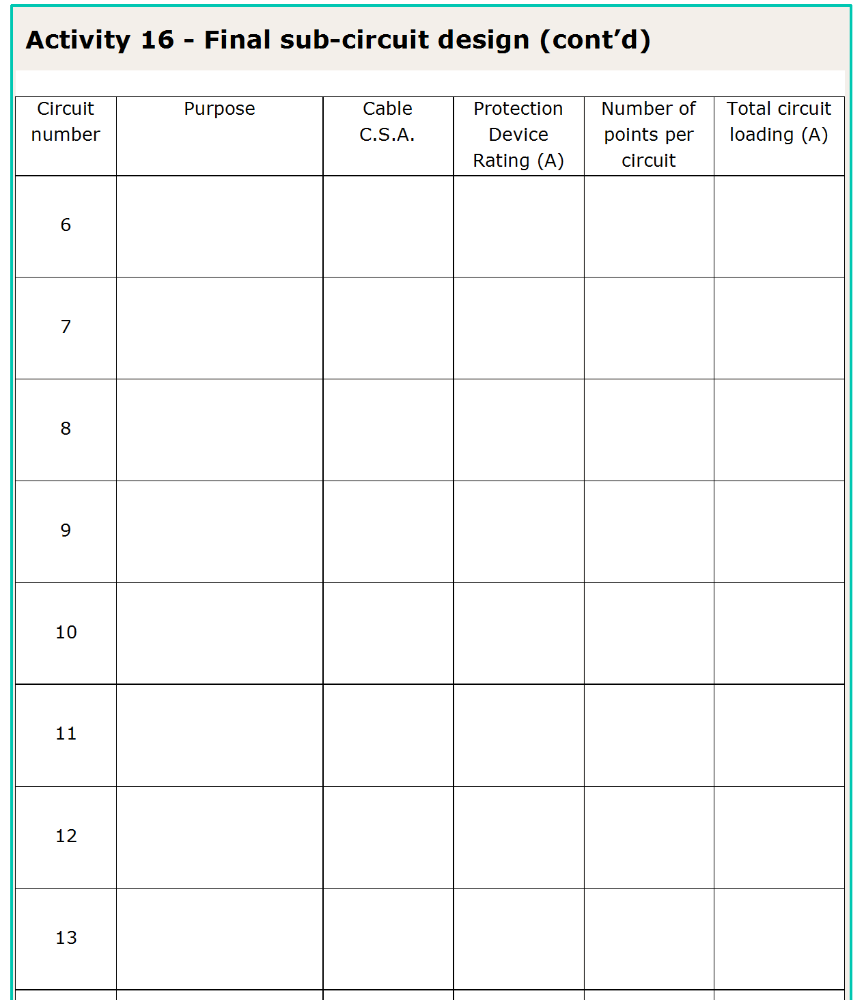 Activity 16 - Final sub-circuit design (cont’d)
Circuit number
Purpose
Cable C.S.A.
Protection Device Rating (A)
Number of points per circuit
Total circuit loading (A)
6
7
8
9
10
11
12
13